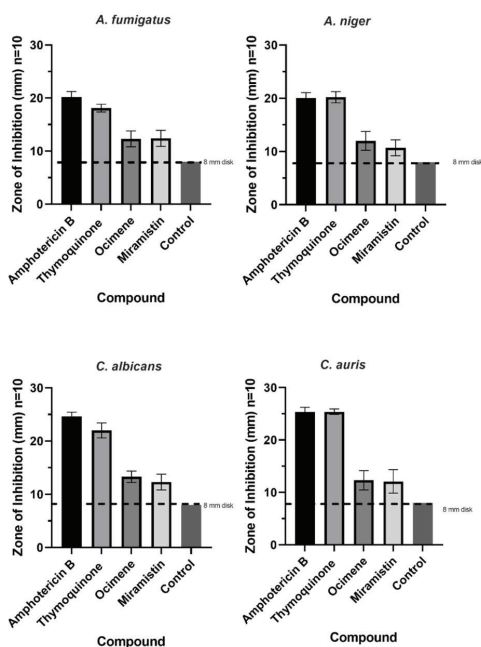 A. fumigatus
Zone of Inhibition (mm) n=10
30
20
10
0
8 mm disk
Amphotericin B
Thymoquinone
Ocimene
Miramistin
Control
Compound
A. niger
Zone of Inhibition (mm) n=10
30
20
10
0
8 mm disk
Amphotericin B
Thymoquinone
Ocimene
Miramistin
Control
Compound
C. albicans
Zone of Inhibition (mm) n=10
30
20
10
0
8 mm disk
Amphotericin B
Thymoquinone
Ocimene
Miramistin
Control
Compound
C. auris
Zone of Inhibition (mm) n=10
30
20
10
0
8 mm disk
Amphotericin B
Thymoquinone
Ocimene
Miramistin
Control
Compound